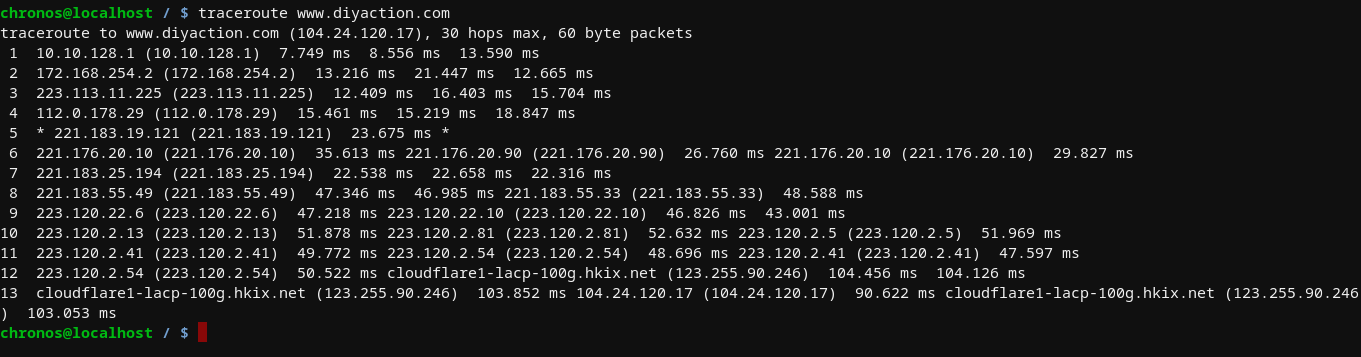 chronos@localhost / $ traceroute www.diyaction.com
traceroute to www.diyaction.com (104.24.120.17), 30 hops max, 60 byte packets
 1  10.10.128.1 (10.10.128.1)  7.749 ms  8.556 ms  13.590 ms
 2  172.168.254.2 (172.168.254.2)  13.216 ms  21.447 ms  12.665 ms
 3  223.113.11.225 (223.113.11.225)  12.409 ms  16.403 ms  15.704 ms
 4  112.0.178.29 (112.0.178.29)  15.461 ms  15.219 ms  18.847 ms
 5  * 221.183.19.121 (221.183.19.121)  23.675 ms *
 6  221.176.20.10 (221.176.20.10)  35.613 ms 221.176.20.90 (221.176.20.90)  26.760 ms 221.176.20.10 (221.176.20.10)  29.827 ms
 7  221.183.25.194 (221.183.25.194)  22.538 ms  22.658 ms  22.316 ms
 8  221.183.55.49 (221.183.55.49)  47.346 ms  46.985 ms 221.183.55.33 (221.183.55.33)  48.588 ms
 9  223.120.22.6 (223.120.22.6)  47.218 ms 223.120.22.10 (223.120.22.10)  46.826 ms  43.001 ms
10  223.120.2.13 (223.120.2.13)  51.878 ms 223.120.2.81 (223.120.2.81)  52.632 ms 223.120.2.5 (223.120.2.5)  51.969 ms
11  223.120.2.41 (223.120.2.41)  49.772 ms 223.120.2.54 (223.120.2.54)  48.696 ms 223.120.2.41 (223.120.2.41)  47.597 ms
12  223.120.2.54 (223.120.2.54)  50.522 ms cloudflare1-lacp-100g.hkix.net (123.255.90.246)  104.456 ms  104.126 ms
13  cloudflare1-lacp-100g.hkix.net (123.255.90.246)  103.852 ms 104.24.120.17 (104.24.120.17)  90.622 ms cloudflare1-lacp-100g.hkix.net (123.255.90.246
)  103.053 ms
chronos@localhost / $